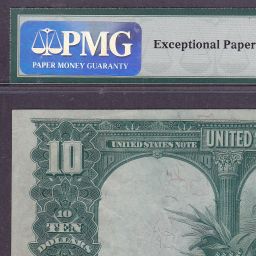 PMG
PAPER MONEY GUARANTY
Exceptional Paper
UNITED STATES NOTE
UNITED
10
10
TEN
DOLLARS